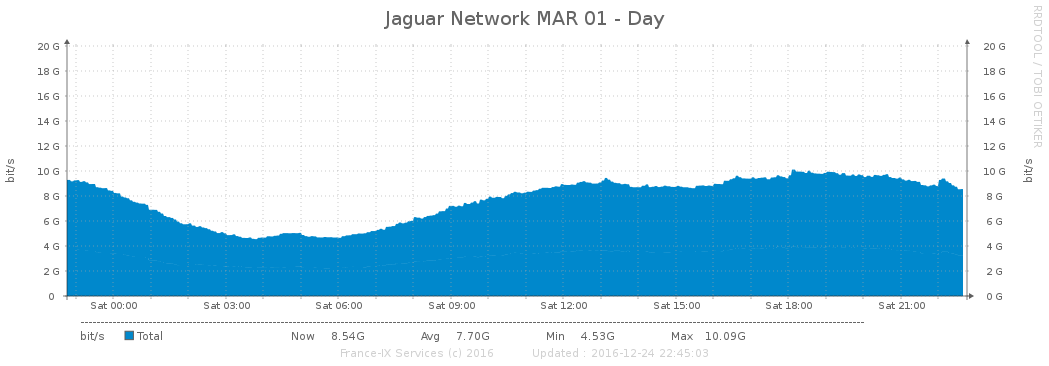 Jaguar Network MAR 01 - Day
RRDTOOL / TOBI OETIKER
bit/s
20 G
18 G
16 G
14 G
12 G
10 G
8 G
6 G
4 G
2 G
0
20 G
18 G
16 G
14 G
12 G
10 G
8 G
6 G
4 G
2 G
0 G
bit/s
Sat 00:00 Sat 03:00 Sat 06:00 Sat 09:00 Sat 12:00 Sat 15:00 Sat 18:00 Sat 21:00
bit/s Total Now 8.54G Avg 7.70G Min 4.53G Max 10.09G
France-IX Services (c) 2016 Updated : 2016-12-24 22:45:03